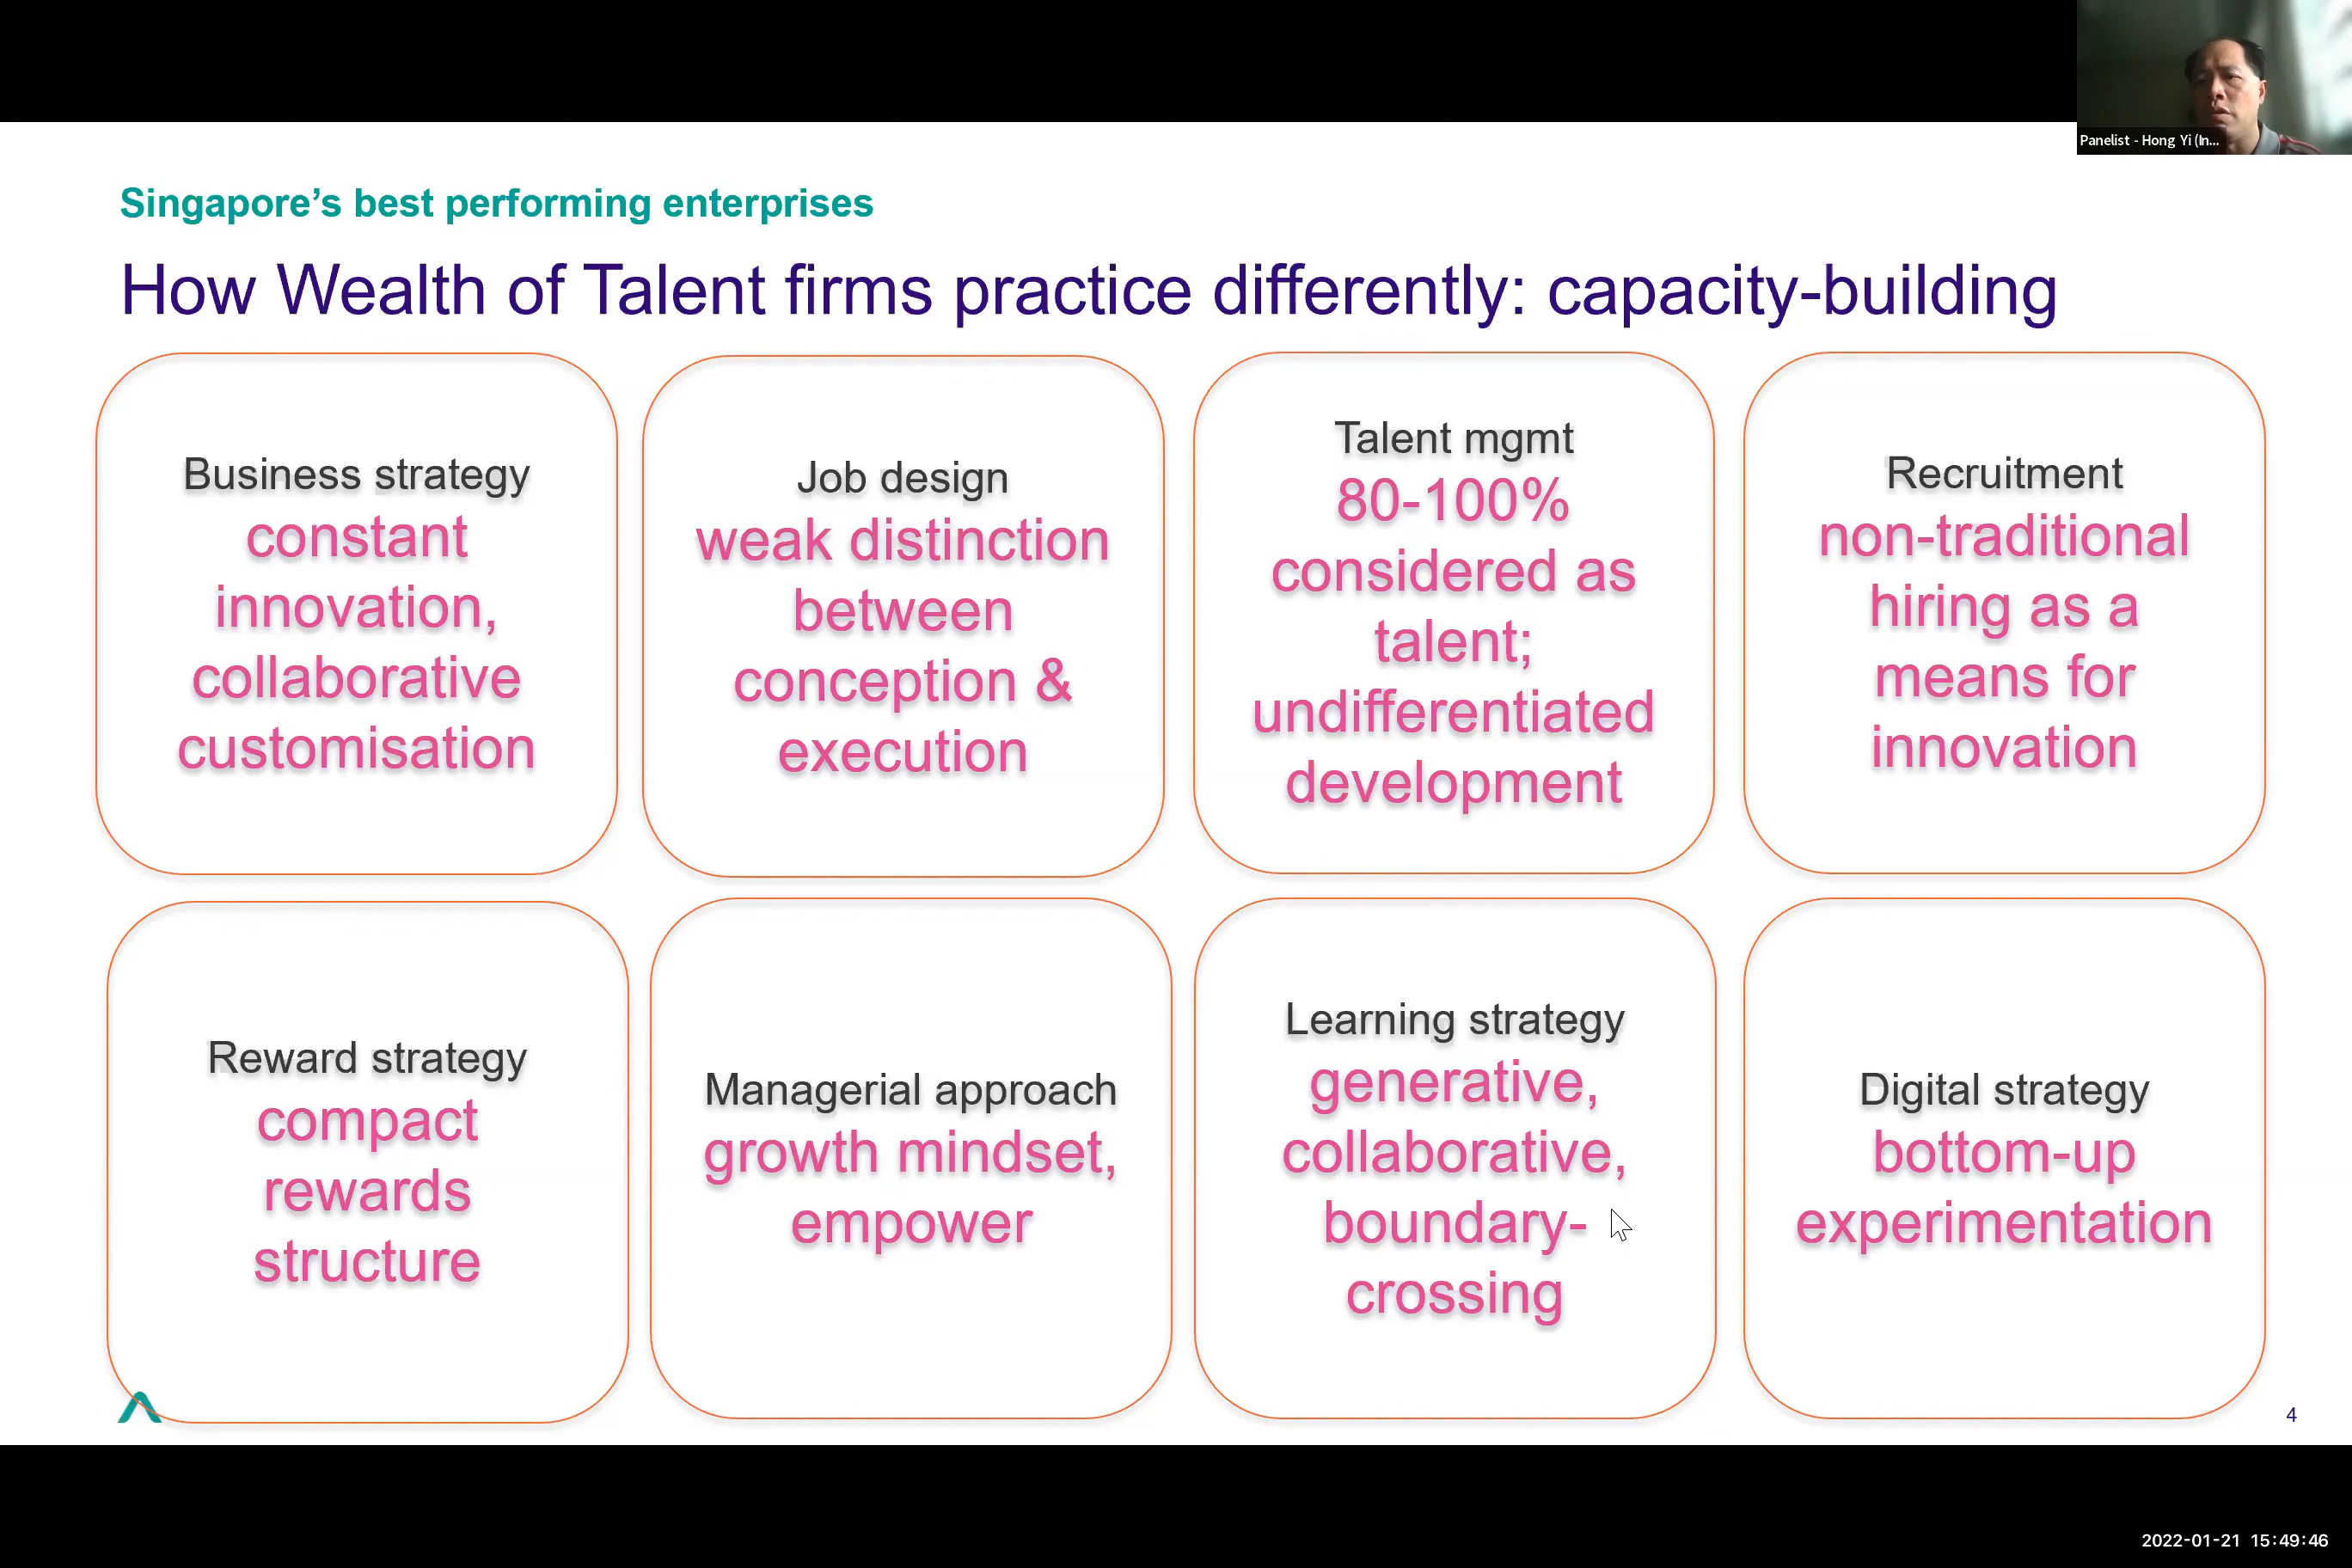 Panelist - Hong Yi (In...
Singapore’s best performing enterprises
How Wealth of Talent firms practice differently: capacity-building
Business strategy
constant
innovation,
collaborative
customisation
Job design
weak distinction
between
conception &
execution
Talent mgmt
80-100%
considered as
talent;
undifferentiated
development
Recruitment
non-traditional
hiring as a
means for
innovation
Reward strategy
compact
rewards
structure
Managerial approach
growth mindset,
empower
Learning strategy
generative,
collaborative,
boundary-
crossing
Digital strategy
bottom-up
experimentation
4
2022-01-21 15:49:46